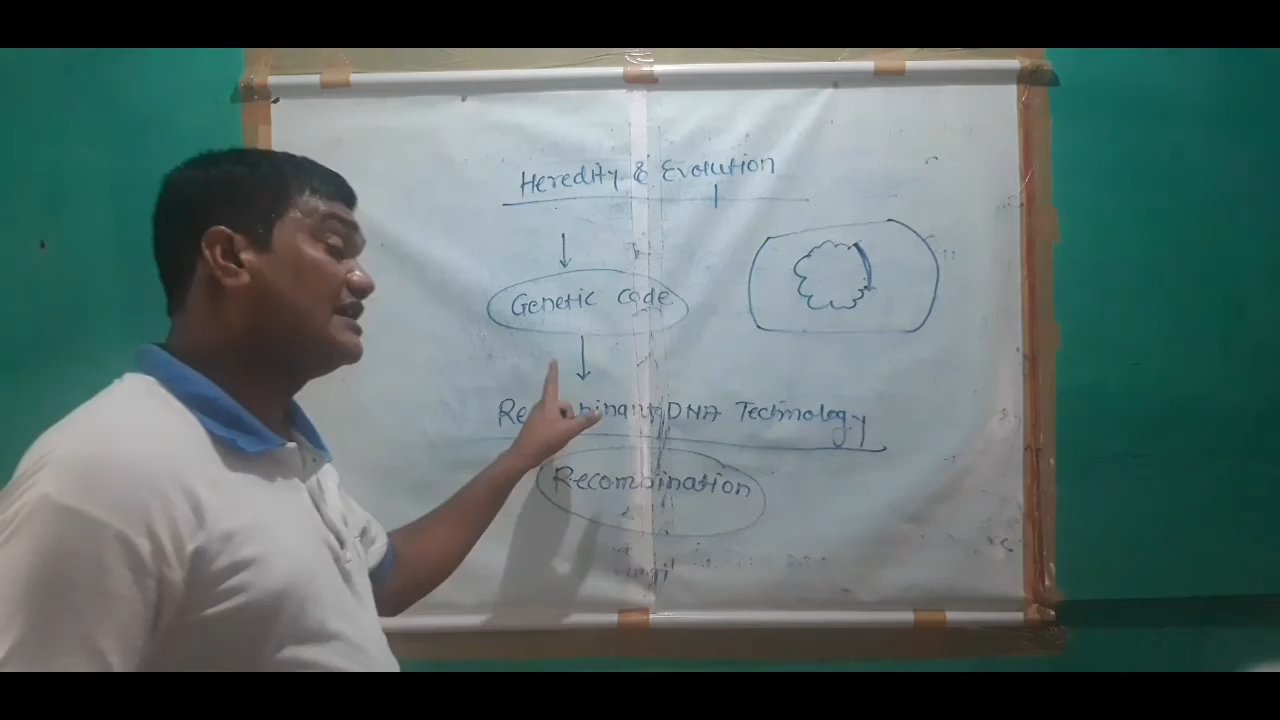 Heredity & Evolution
Genetic code
DNA Technology
Recombination